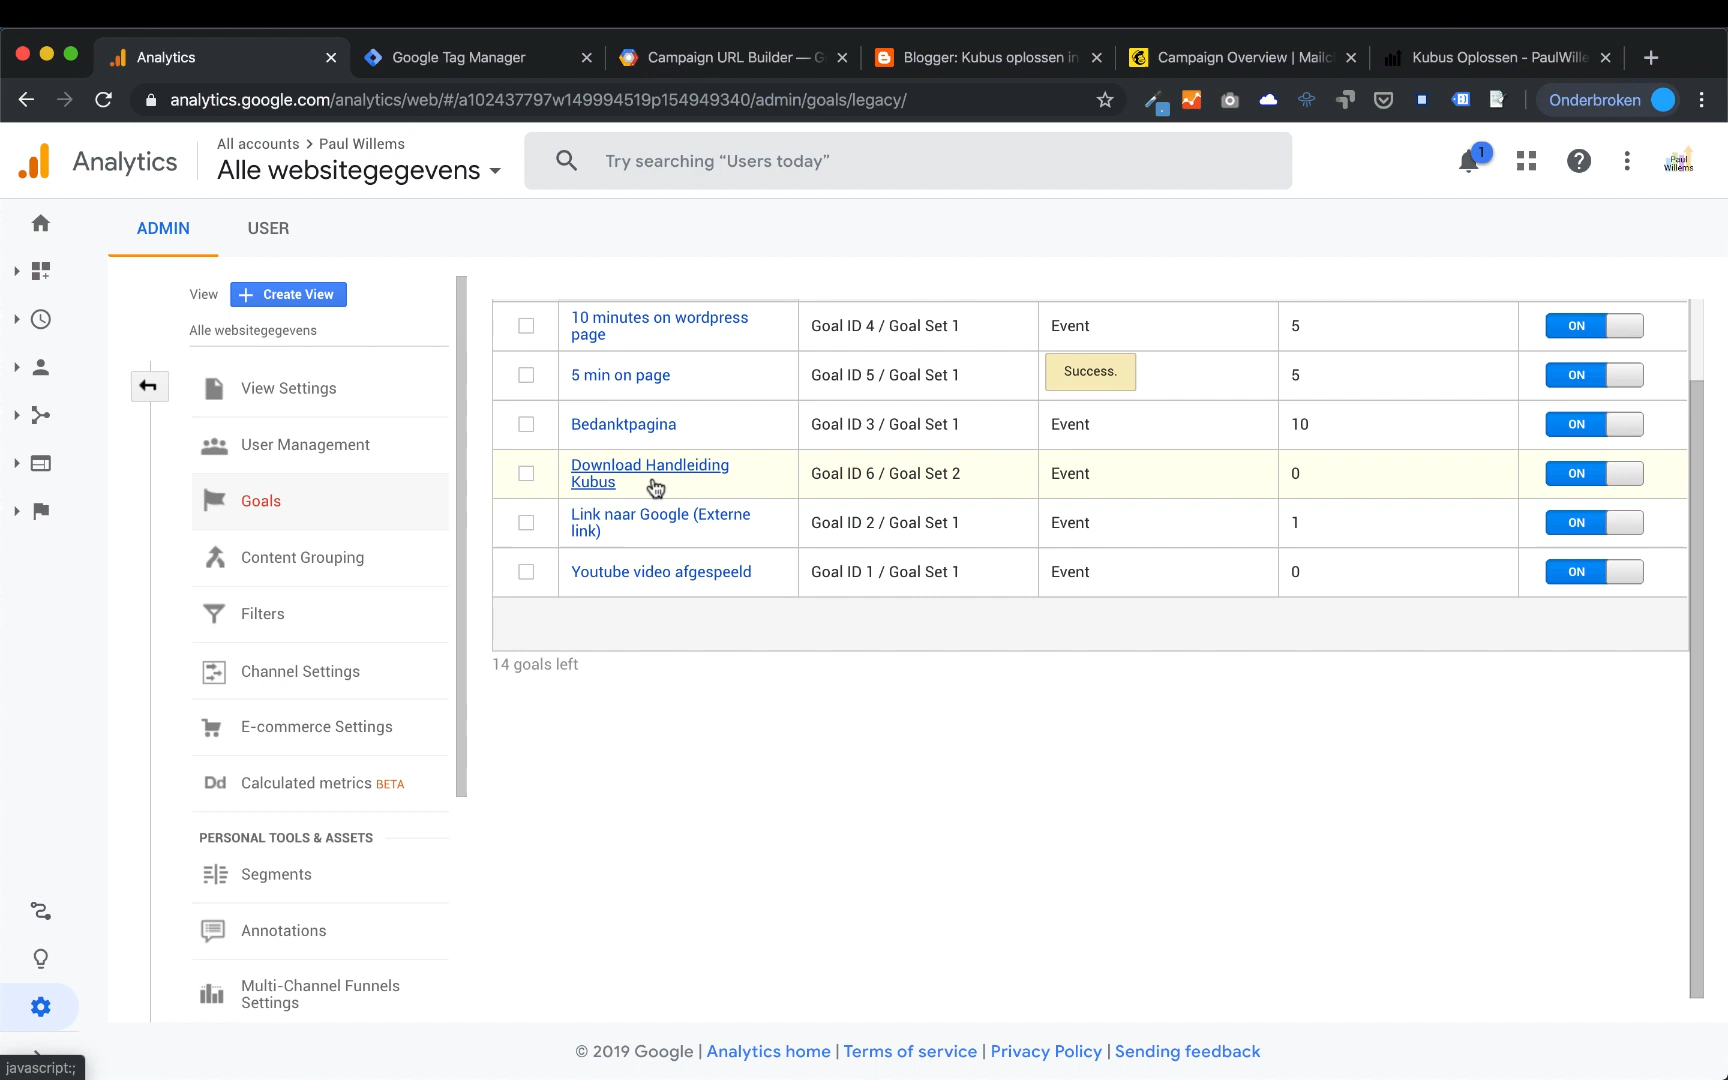 Analytics
Google Tag Manager
Campaign URL Builder — G
Blogger: Kubus oplossen in
Campaign Overview | Mailc
Kubus Oplossen - PaulWille
analytics.google.com/analytics/web/#/a102437797w149994519p154949340/admin/goals/legacy/
Onderbroken
Analytics
All accounts > Paul Willems
Alle websitegegevens
Try searching “Users today”
1
Paul
Willems
ADMIN
USER
View
+ Create View
Alle websitegegevens
View Settings
User Management
Goals
Content Grouping
Filters
Channel Settings
E-commerce Settings
Dd Calculated metrics BETA
PERSONAL TOOLS & ASSETS
Segments
Annotations
Multi-Channel Funnels
Settings
10 minutes on wordpress
page
Goal ID 4 / Goal Set 1
Event
5
ON
5 min on page
Goal ID 5 / Goal Set 1
Success.
5
ON
Bedanktpagina
Goal ID 3 / Goal Set 1
Event
10
ON
Download Handleiding
Kubus
Goal ID 6 / Goal Set 2
Event
0
ON
Link naar Google (Externe
link)
Goal ID 2 / Goal Set 1
Event
1
ON
Youtube video afgespeeld
Goal ID 1 / Goal Set 1
Event
0
ON
14 goals left
© 2019 Google | Analytics home | Terms of service | Privacy Policy | Sending feedback
javascript:;